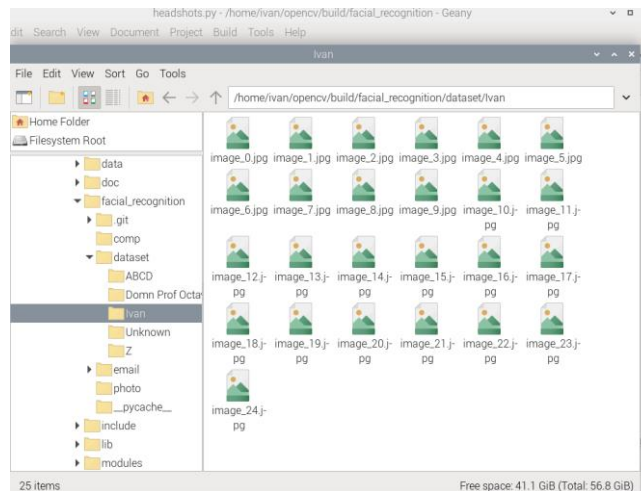 headshots.py - /home/ivan/opencv/build/facial_recognition - Geany
dit Search View Document Project Build Tools Help
Ivan
File Edit View Sort Go Tools
/home/ivan/opencv/build/facial_recognition/dataset/Ivan
Home Folder
Filesystem Root
data
doc
facial_recognition
.git
comp
dataset
ABCD
Domn Prof Octa
Ivan
Unknown
Z
email
photo
__pycache__
include
lib
modules
image_0.jpg image_1.jpg image_2.jpg image_3.jpg image_4.jpg image_5.jpg
image_6.jpg image_7.jpg image_8.jpg image_9.jpg image_10.j- image_11.j-
pg pg
image_12.j- image_13.j- image_14.j- image_15.j- image_16.j- image_17.j-
pg pg pg pg pg pg
image_18.j- image_19.j- image_20.j- image_21.j- image_22.j- image_23.j-
pg pg pg pg pg pg
image_24.j-
pg
25 items
Free space: 41.1 GiB (Total: 56.8 GiB)